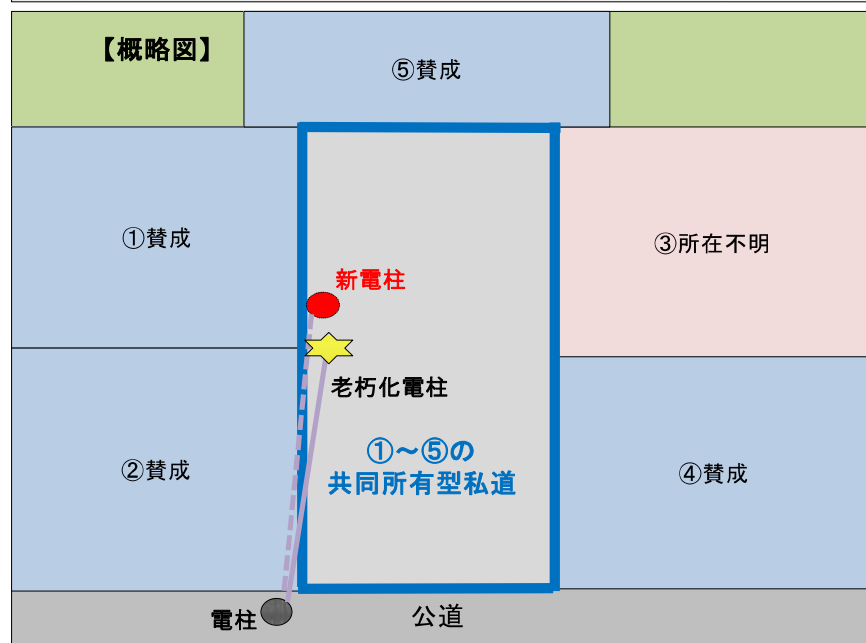 【概略図】
⑤賛成
①賛成
③所在不明
新電柱
老朽化電柱
①～⑤の
共同所有型私道
②賛成
④賛成
電柱
公道